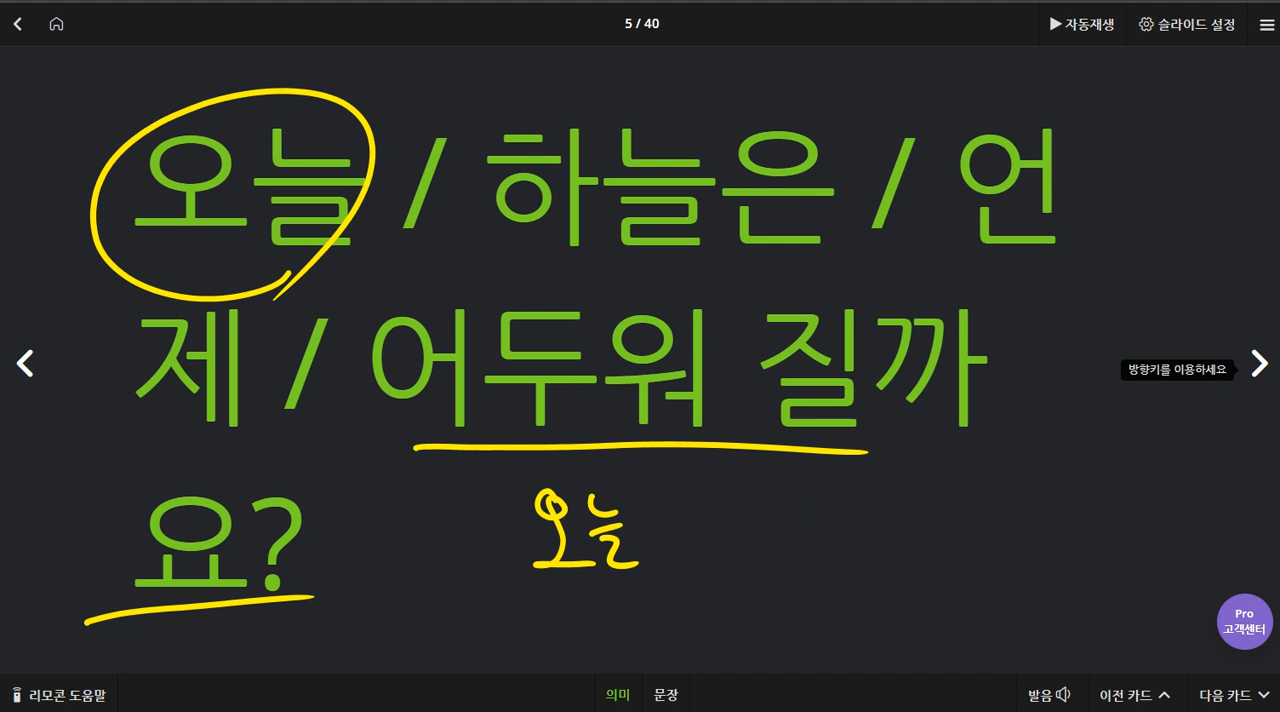 5 / 40
자동재생
슬라이드 설정
오늘 / 하늘은 / 언
제 / 어두워 질까
방향키를 이용하세요
요?
오늘
Pro
고객센터
리모콘 도움말
의미
문장
발음
이전 카드
다음 카드